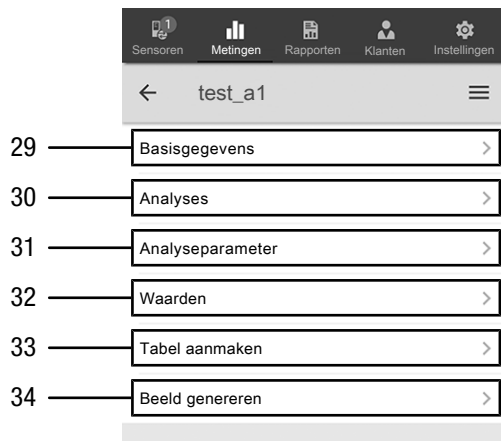 1
Sensoren Metingen Rapporten Klanten Instellingen
test_a1
29 Basisgegevens
30 Analyses
31 Analyseparameter
32 Waarden
33 Tabel aanmaken
34 Beeld genereren